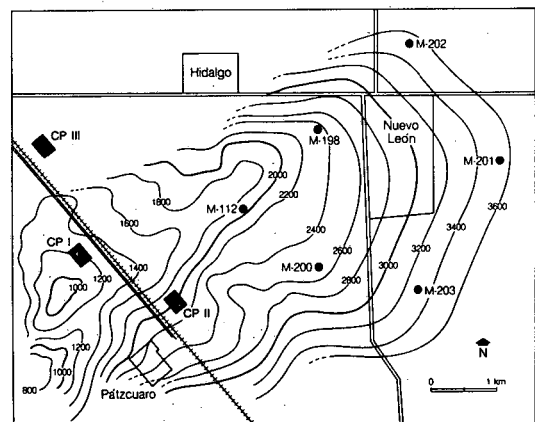 M-202
Hidalgo
Nuevo
León
M-198
CP III
M-201
2000
2200
1800
3600
M-112
1600
2400
3400
CP I
2600
3200
1400
M-200
3000
1200
2800
M-203
1000
CP II
N
1200
1000
800
Pátzcuaro
0 1 km